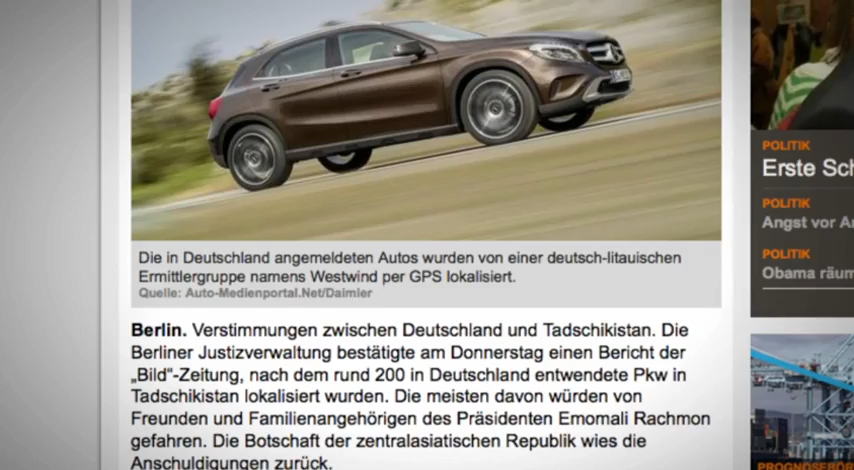 Die in Deutschland angemeldeten Autos wurden von einer deutsch-litauischen
Ermittlergruppe namens Westwind per GPS lokalisiert.
Quelle: Auto-Medienportal.Net/Daimler
Berlin. Verstimmungen zwischen Deutschland und Tadschikistan. Die
Berliner Justizverwaltung bestätigte am Donnerstag einen Bericht der
„Bild“-Zeitung, nach dem rund 200 in Deutschland entwendete Pkw in
Tadschikistan lokalisiert wurden. Die meisten davon würden von
Freunden und Familienangehörigen des Präsidenten Emomali Rachmon
gefahren. Die Botschaft der zentralasiatischen Republik wies die
Anschuldigungen zurück.
POLITIK
Erste Sch
POLITIK
Angst vor A
POLITIK
Obama räum
PROGNOSEBÖR